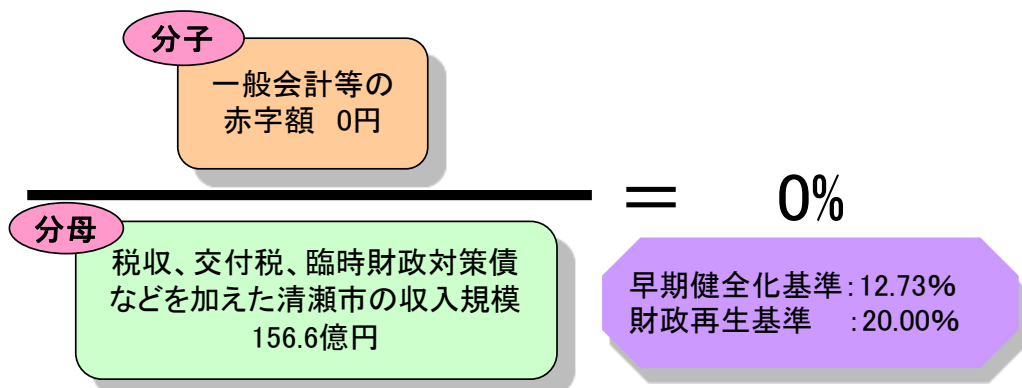 分子
一般会計等の
赤字額 0円
＝ 0%
分母
税収、交付税、臨時財政対策債
などを加えた清瀬市の収入規模
156.6億円
早期健全化基準：12.73%
財政再生基準 ：20.00%